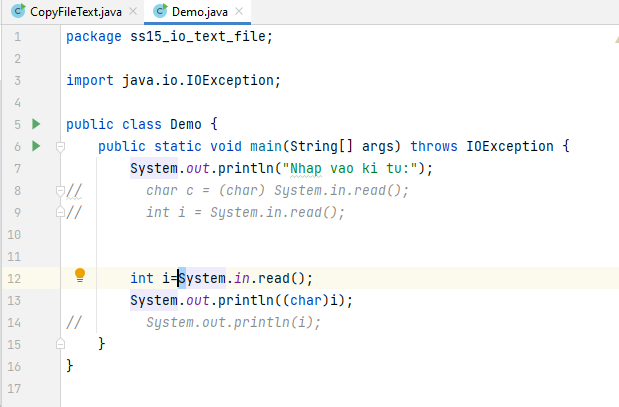 CopyFileText.java × Demo.java ×
1 package ss15_io_text_file;
2
3 import java.io.IOException;
4
5 public class Demo {
6     public static void main(String[] args) throws IOException {
7         System.out.println("Nhap vao ki tu:");
8 //        char c = (char) System.in.read();
9 //        int i = System.in.read();
10
11
12         int i=System.in.read();
13         System.out.println((char)i);
14 //        System.out.println(i);
15     }
16 }
17